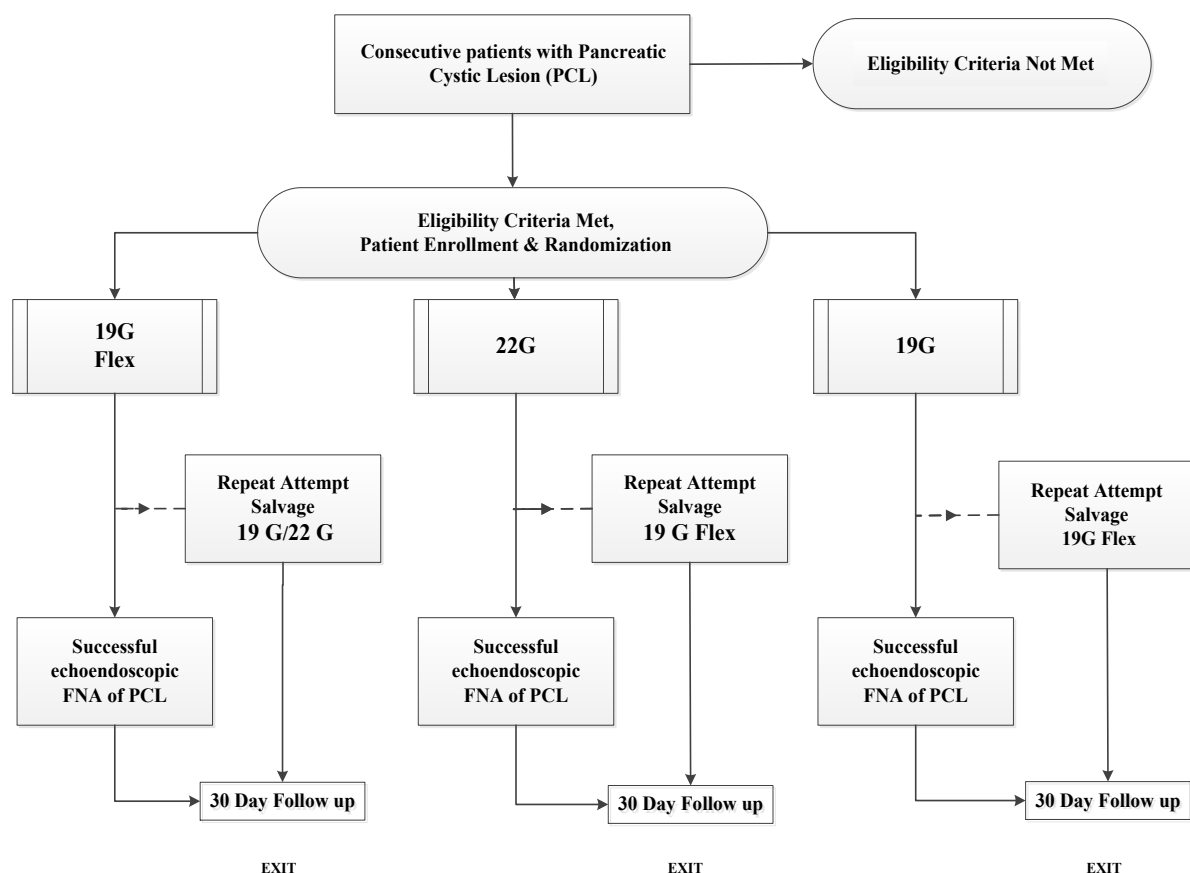 Consecutive patients with Pancreatic
Cystic Lesion (PCL)
Eligibility Criteria Not Met
Eligibility Criteria Met,
Patient Enrollment & Randomization
19G
Flex
22G
19G
Repeat Attempt
Salvage
19 G/22 G
Repeat Attempt
Salvage
19 G Flex
Repeat Attempt
Salvage
19G Flex
Successful
echoendoscopic
FNA of PCL
Successful
echoendoscopic
FNA of PCL
Successful
echoendoscopic
FNA of PCL
30 Day Follow up
30 Day Follow up
30 Day Follow up
EXIT
EXIT
EXIT